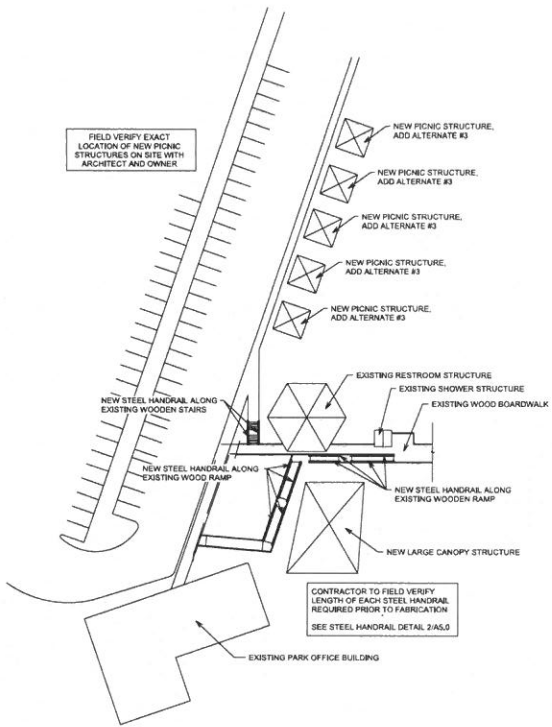 FIELD VERIFY EXACT
LOCATION OF NEW PICNIC
STRUCTURES ON SITE WITH
ARCHITECT AND OWNER
NEW PICNIC STRUCTURE,
ADD ALTERNATE #3
NEW PICNIC STRUCTURE,
ADD ALTERNATE #3
NEW PICNIC STRUCTURE,
ADD ALTERNATE #3
NEW PICNIC STRUCTURE,
ADD ALTERNATE #3
NEW PICNIC STRUCTURE,
ADD ALTERNATE #3
EXISTING RESTROOM STRUCTURE
EXISTING SHOWER STRUCTURE
NEW STEEL HANDRAIL ALONG
EXISTING WOODEN STAIRS
EXISTING WOOD BOARDWALK
NEW STEEL HANDRAIL ALONG
EXISTING WOOD RAMP
NEW STEEL HANDRAIL ALONG
EXISTING WOODEN RAMP
NEW LARGE CANOPY STRUCTURE
CONTRACTOR TO FIELD VERIFY
LENGTH OF EACH STEEL HANDRAIL
REQUIRED PRIOR TO FABRICATION
SEE STEEL HANDRAIL DETAIL 2/A5.0
EXISTING PARK OFFICE BUILDING